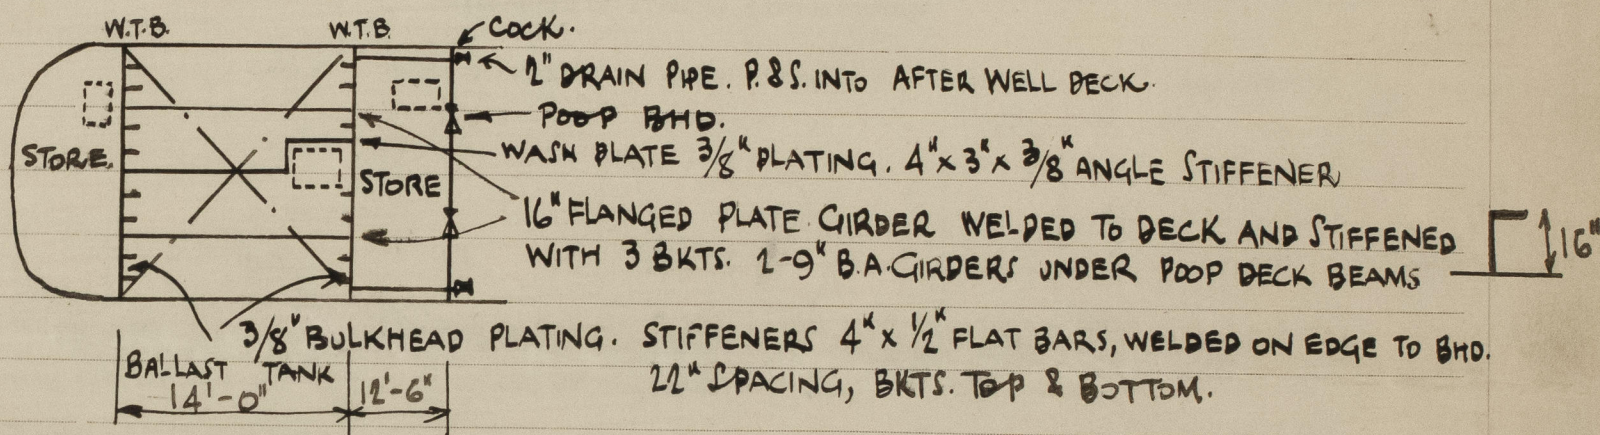 W.T.B. W.T.B. COCK.
2" DRAIN PIPE. P. & S. INTO AFTER WELL DECK.
POOP BHD.
STORE.
WASH PLATE 3/8" PLATING. 4" x 3" x 3/8" ANGLE STIFFENER
STORE
16" FLANGED PLATE GIRDER WELDED TO DECK AND STIFFENED
WITH 3 BKTS. 2-9" B.A. GIRDERS UNDER POOP DECK BEAMS
16"
3/8" BULKHEAD PLATING. STIFFENERS 4" x 1/2" FLAT BARS, WELDED ON EDGE TO BHD.
22" SPACING, BKTS. TOP & BOTTOM.
BALLAST TANK
14'-0" 12'-6"